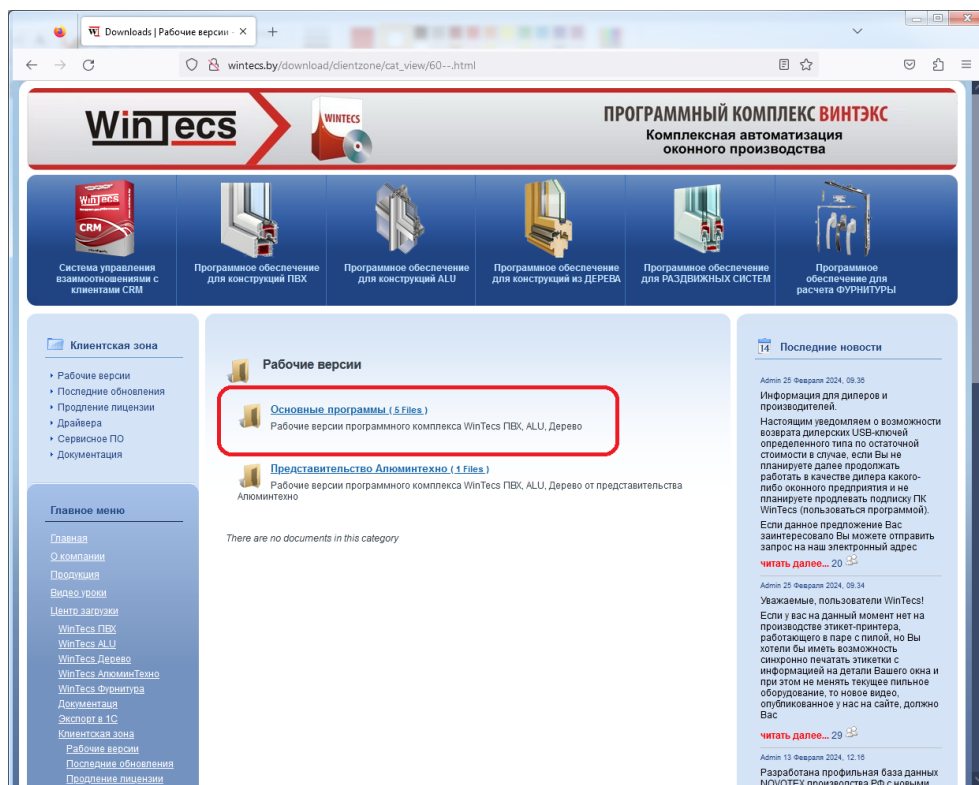 Downloads | Рабочие версии -
wintecs.by/download/clientzone/cat_view/60--.html
WinTecs
WINTECS
ПРОГРАММНЫЙ КОМПЛЕКС ВИНТЭКС
Комплексная автоматизация
оконного производства
WinTecs
CRM
Система управления
взаимоотношениями с
клиентами CRM
Программное обеспечение
для конструкций ПВХ
Программное обеспечение
для конструкций ALU
Программное обеспечение
для конструкций из ДЕРЕВА
Программное обеспечение
для РАЗДВИЖНЫХ СИСТЕМ
Программное
обеспечение для
расчета ФУРНИТУРЫ
Клиентская зона
Рабочие версии
Последние обновления
Продление лицензии
Драйвера
Сервисное ПО
Документация
Главное меню
Главная
О компании
Продукция
Видео уроки
Центр загрузки
WinTecs ПВХ
WinTecs ALU
WinTecs Дерево
WinTecs АлюминТехно
WinTecs Фурнитура
Документаця
Экспорт в 1С
Клиентская зона
Рабочие версии
Последние обновления
Продление лицензии
Рабочие версии
Основные программы ( 5 Files )
Рабочие версии программного комплекса WinTecs ПВХ, ALU, Дерево
Представительство Алюминтехно ( 1 Files )
Рабочие версии программного комплекса WinTecs ПВХ, ALU, Дерево от представительства
Алюминтехно
There are no documents in this category
14
Последние новости
Admin 25 Февраля 2024, 09.36
Информация для дилеров и
производителей.
Настоящим уведомляем о возможности
возврата дилерских USB-ключей
определенного типа по остаточной
стоимости в случае, если Вы не
планируете далее продолжать
работать в качестве дилера какого-
либо оконного предприятия и не
планируете продлевать подписку ПК
WinTecs (пользоваться программой).
Если данное предложение Вас
заинтересовало Вы можете отправить
запрос на наш электронный адрес
читать далее... 20
Admin 25 Февраля 2024, 09.34
Уважаемые, пользователи WinTecs!
Если у вас на данный момент нет на
производстве этикет-принтера,
работающего в паре с пилой, но Вы
хотели бы иметь возможность
синхронно печатать этикетки с
информацией на детали Вашего окна и
при этом не менять текущее пильное
оборудование, то новое видео,
опубликованное у нас на сайте, должно
Вас
читать далее... 29
Admin 13 Февраля 2024, 12.16
Разработана профильная база данных
NOVOTEX производства РФ с новыми